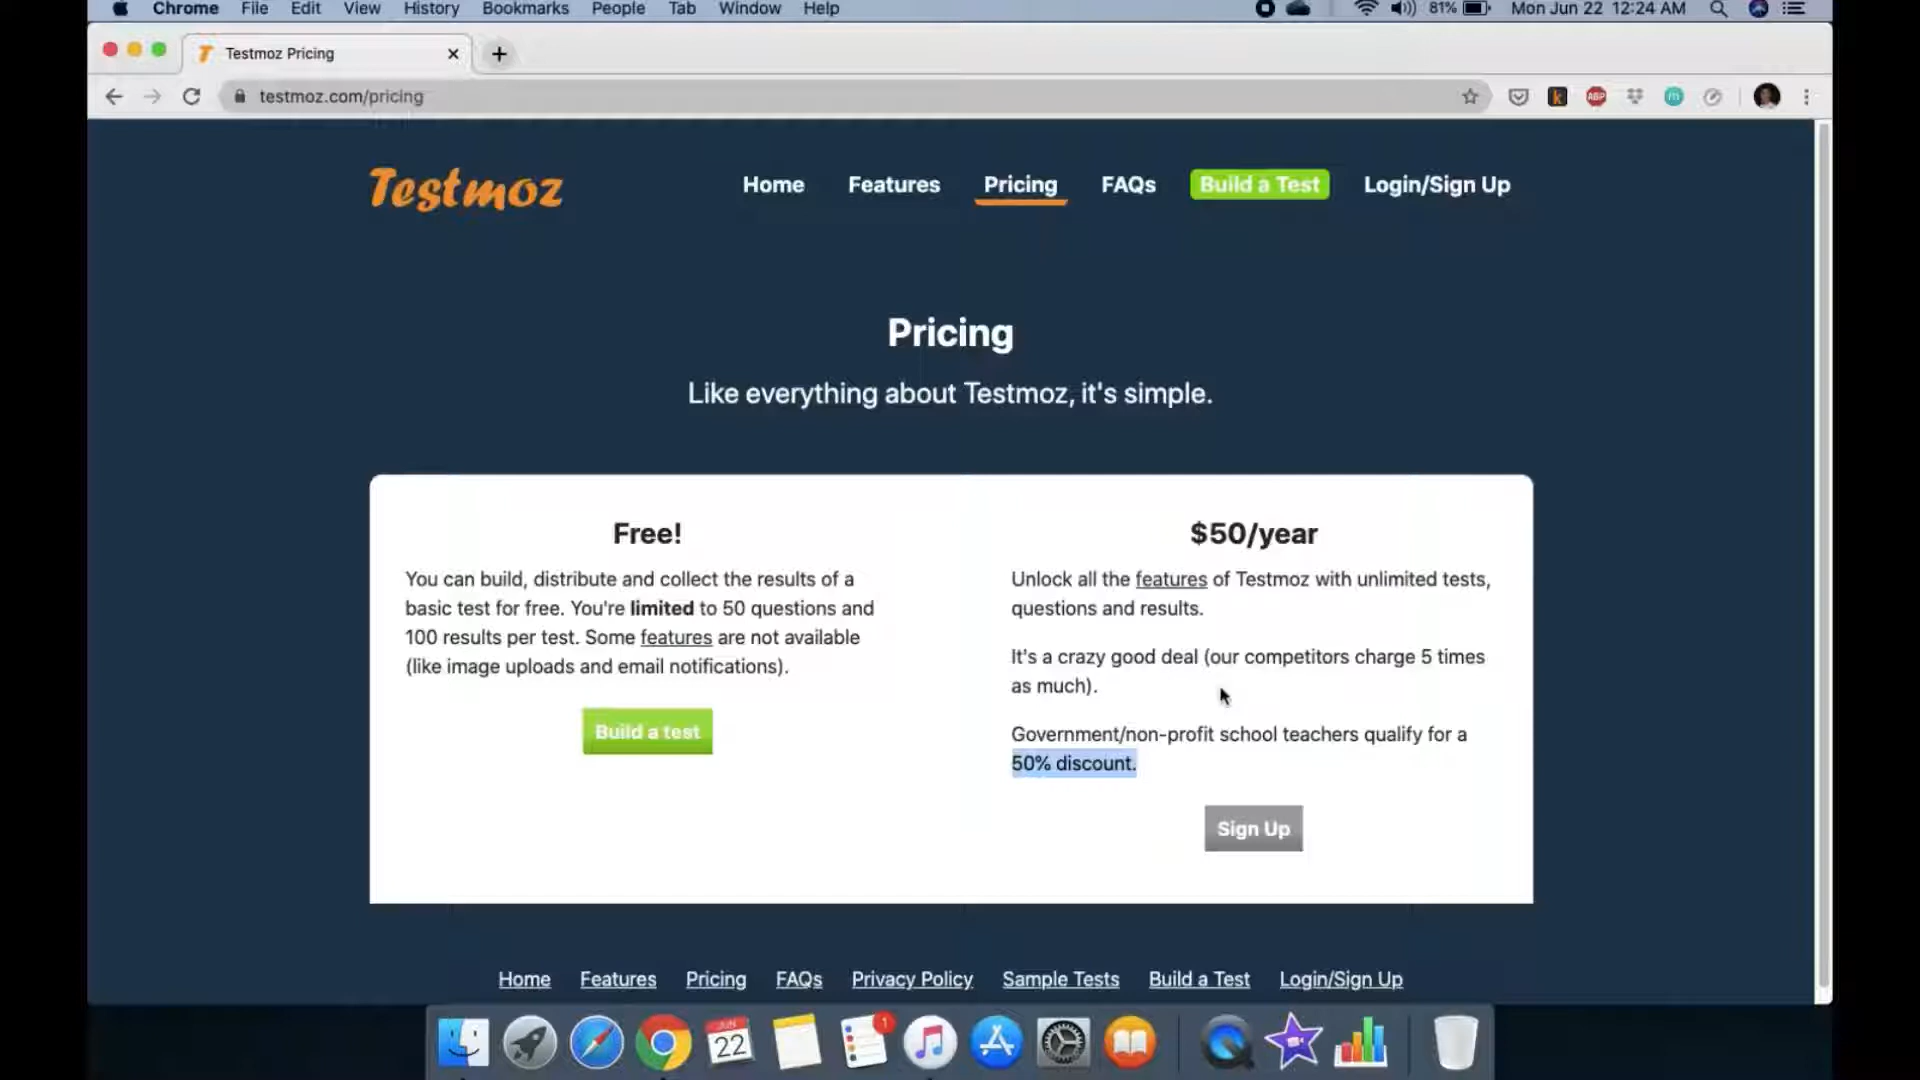 Chrome File Edit View History Bookmarks People Tab Window Help 81% Mon Jun 22 12:24 AM
Testmoz Pricing
testmoz.com/pricing
k ABP m
Testmoz Home Features Pricing FAQs Build a Test Login/Sign Up
Pricing
Like everything about Testmoz, it's simple.
Free!
You can build, distribute and collect the results of a
basic test for free. You're limited to 50 questions and
100 results per test. Some features are not available
(like image uploads and email notifications).
Build a test
$50/year
Unlock all the features of Testmoz with unlimited tests,
questions and results.
It's a crazy good deal (our competitors charge 5 times
as much).
Government/non-profit school teachers qualify for a
50% discount.
Sign Up
Home Features Pricing FAQs Privacy Policy Sample Tests Build a Test Login/Sign Up
JUN
22
1